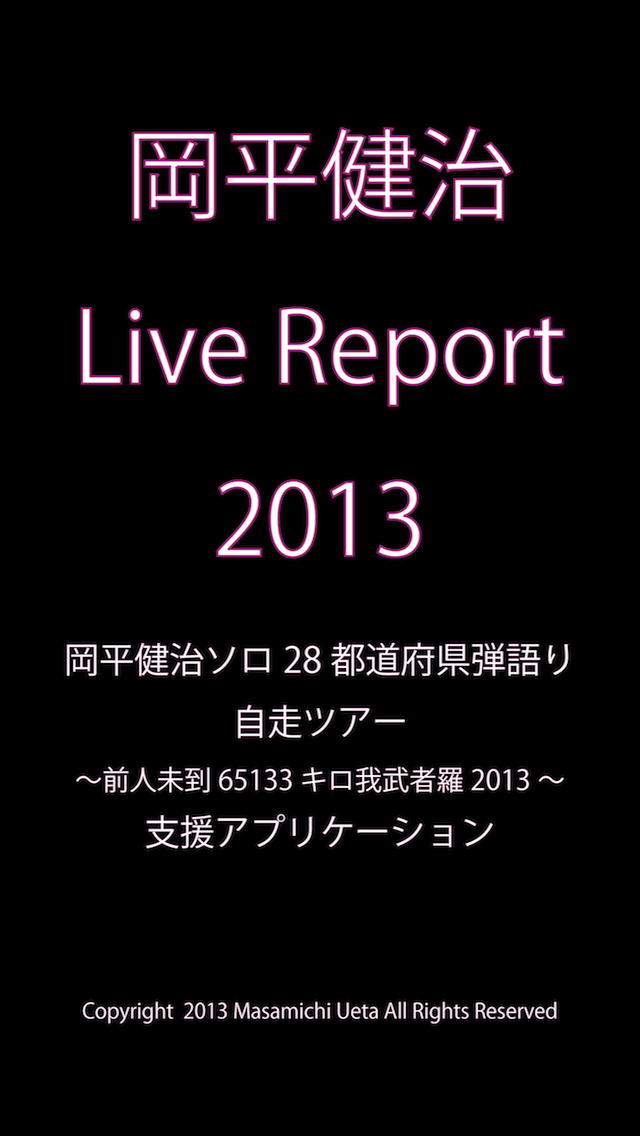 岡平健治
Live Report
2013
岡平健治ソロ 28 都道府県弾語り
自走ツアー
～前人未到 65133 キロ我武者羅 2013 ～
支援アプリケーション
Copyright 2013 Masamichi Ueta All Rights Reserved